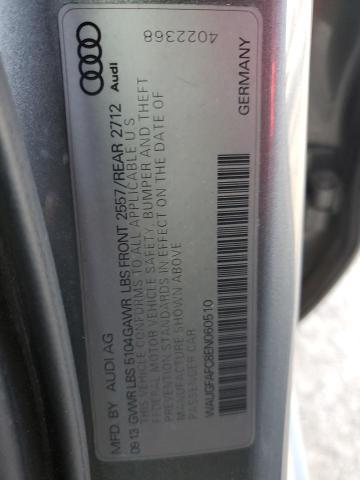 MFD. BY AUDI AG
09 13 GVWR LBS 5104 GAWR LBS FRONT 2557/REAR 2712
THIS VEHICLE CONFORMS TO ALL APPLICABLE U S
FEDERAL MOTOR VEHICLE SAFETY, BUMPER AND THEFT
PREVENTION STANDARDS IN EFFECT ON THE DATE OF
MANUFACTURE SHOWN ABOVE
PASSENGER CAR
WAUGFAFC8EN060510
Audi
4022368
GERMANY